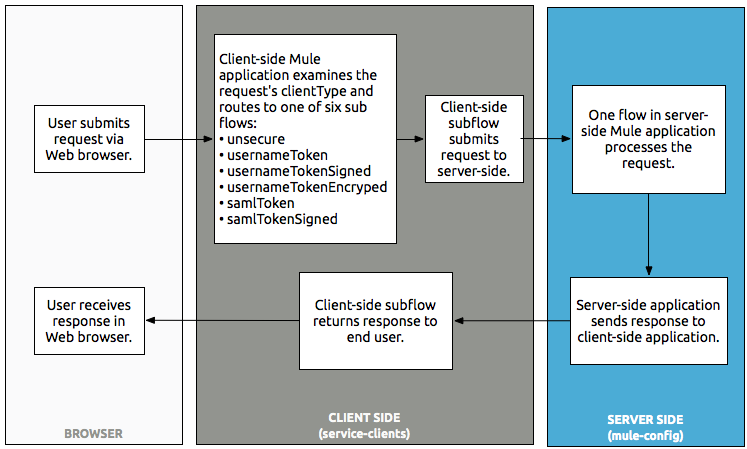 User submits
request via
Web browser.
Client-side Mule
application examines the
request's clientType and
routes to one of six sub
flows:
• unsecure
• usernameToken
• usernameTokenSigned
• usernameTokenEncryped
• samlToken
• samlTokenSigned
Client-side
subflow
submits
request to
server-side.
One flow in server-
side Mule application
processes the
request.
User receives
response in
Web browser.
Client-side subflow
returns response to
end user.
Server-side application
sends response to
client-side application.
BROWSER
CLIENT SIDE
(service-clients)
SERVER SIDE
(mule-config)